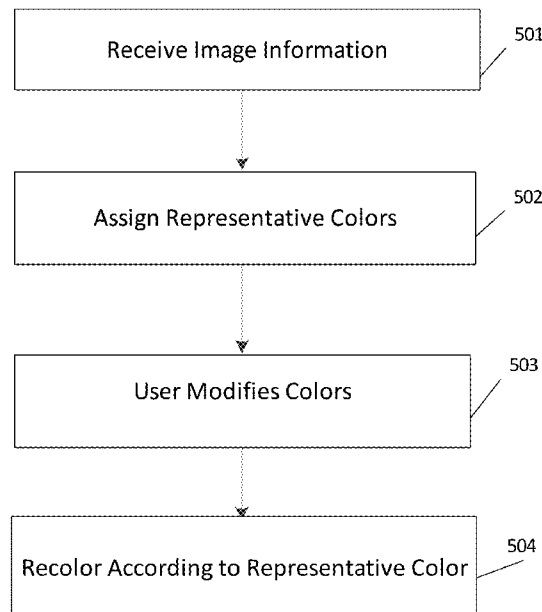 Receive Image Information
501
Assign Representative Colors
502
User Modifies Colors
503
Recolor According to Representative Color
504